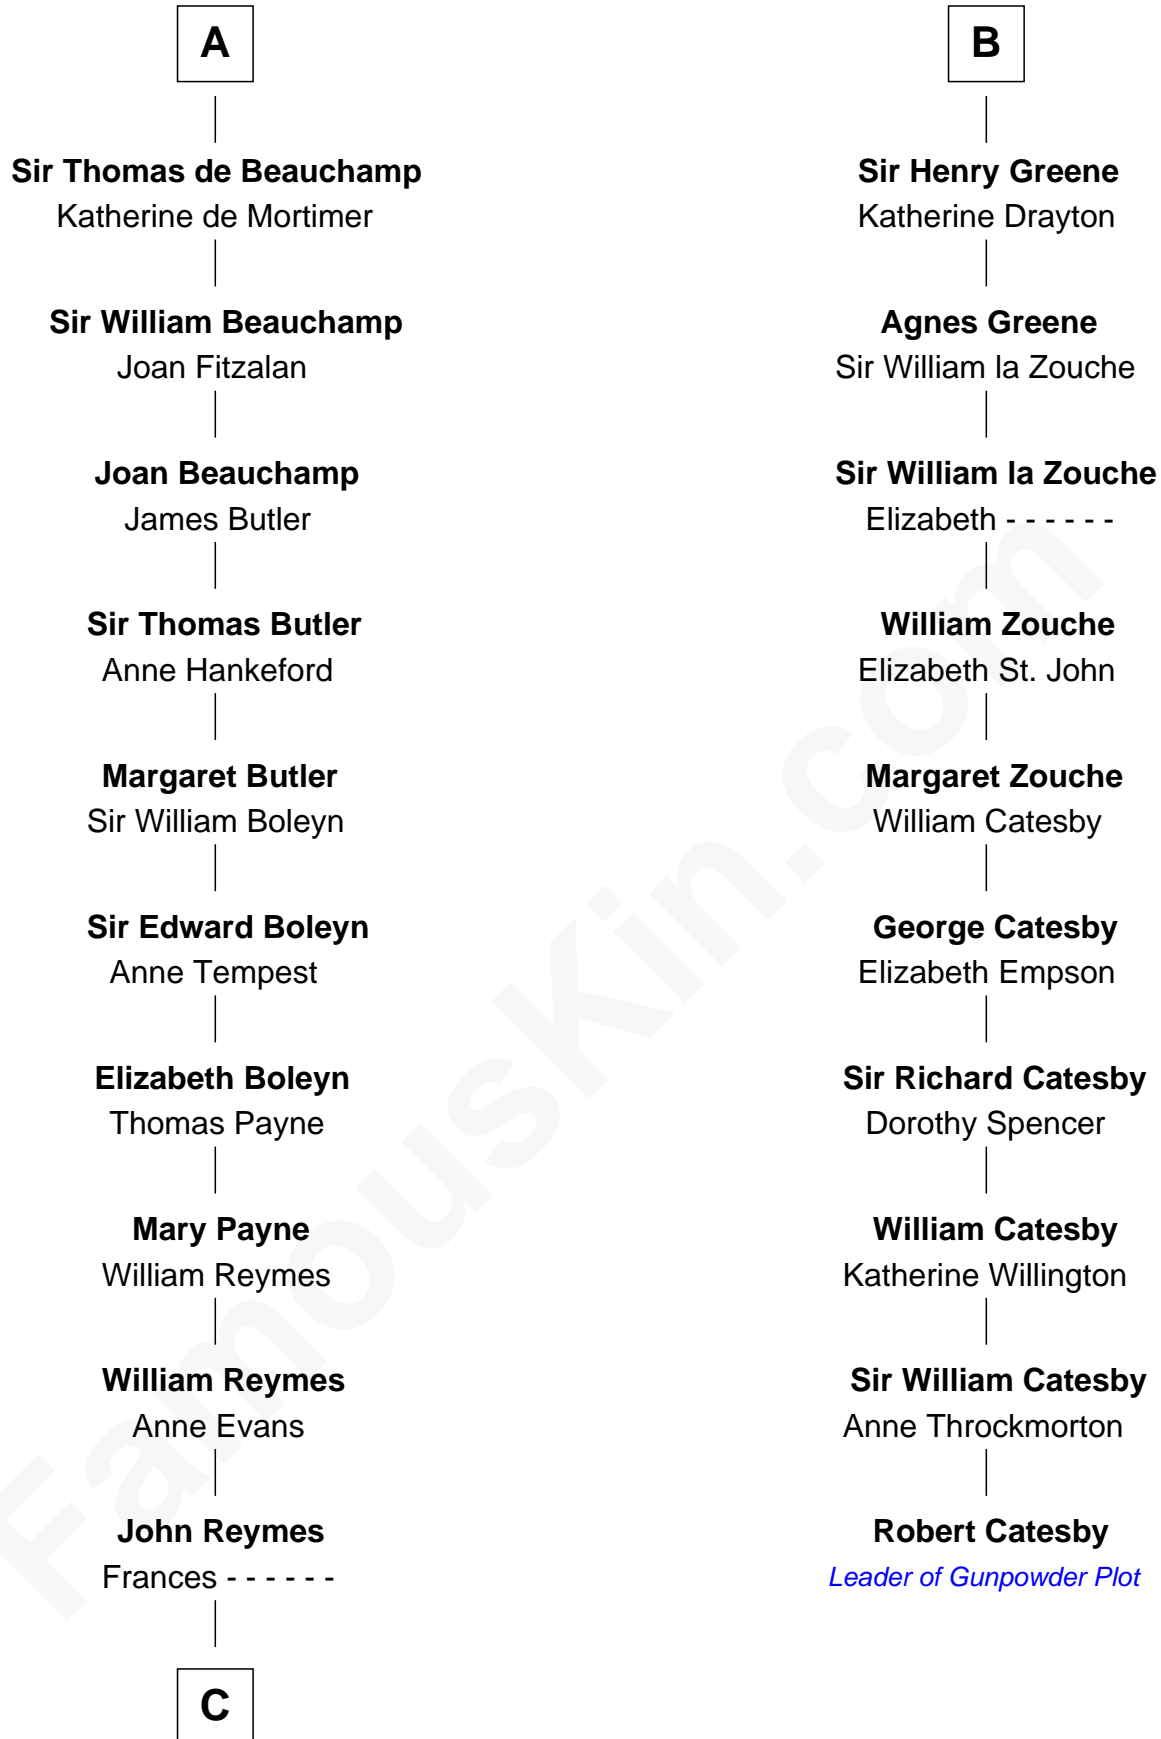 A
Sir Thomas de Beauchamp
Katherine de Mortimer
Sir William Beauchamp
Joan Fitzalan
Joan Beauchamp
James Butler
Sir Thomas Butler
Anne Hankeford
Margaret Butler
Sir William Boleyn
Sir Edward Boleyn
Anne Tempest
Elizabeth Boleyn
Thomas Payne
Mary Payne
William Reymes
William Reymes
Anne Evans
John Reymes
Frances - - - - - -
C
B
Sir Henry Greene
Katherine Drayton
Agnes Greene
Sir William la Zouche
Sir William la Zouche
Elizabeth - - - - - -
William Zouche
Elizabeth St. John
Margaret Zouche
William Catesby
George Catesby
Elizabeth Empson
Sir Richard Catesby
Dorothy Spencer
William Catesby
Katherine Willington
Sir William Catesby
Anne Throckmorton
Robert Catesby
Leader of Gunpowder Plot
FamousKin.com